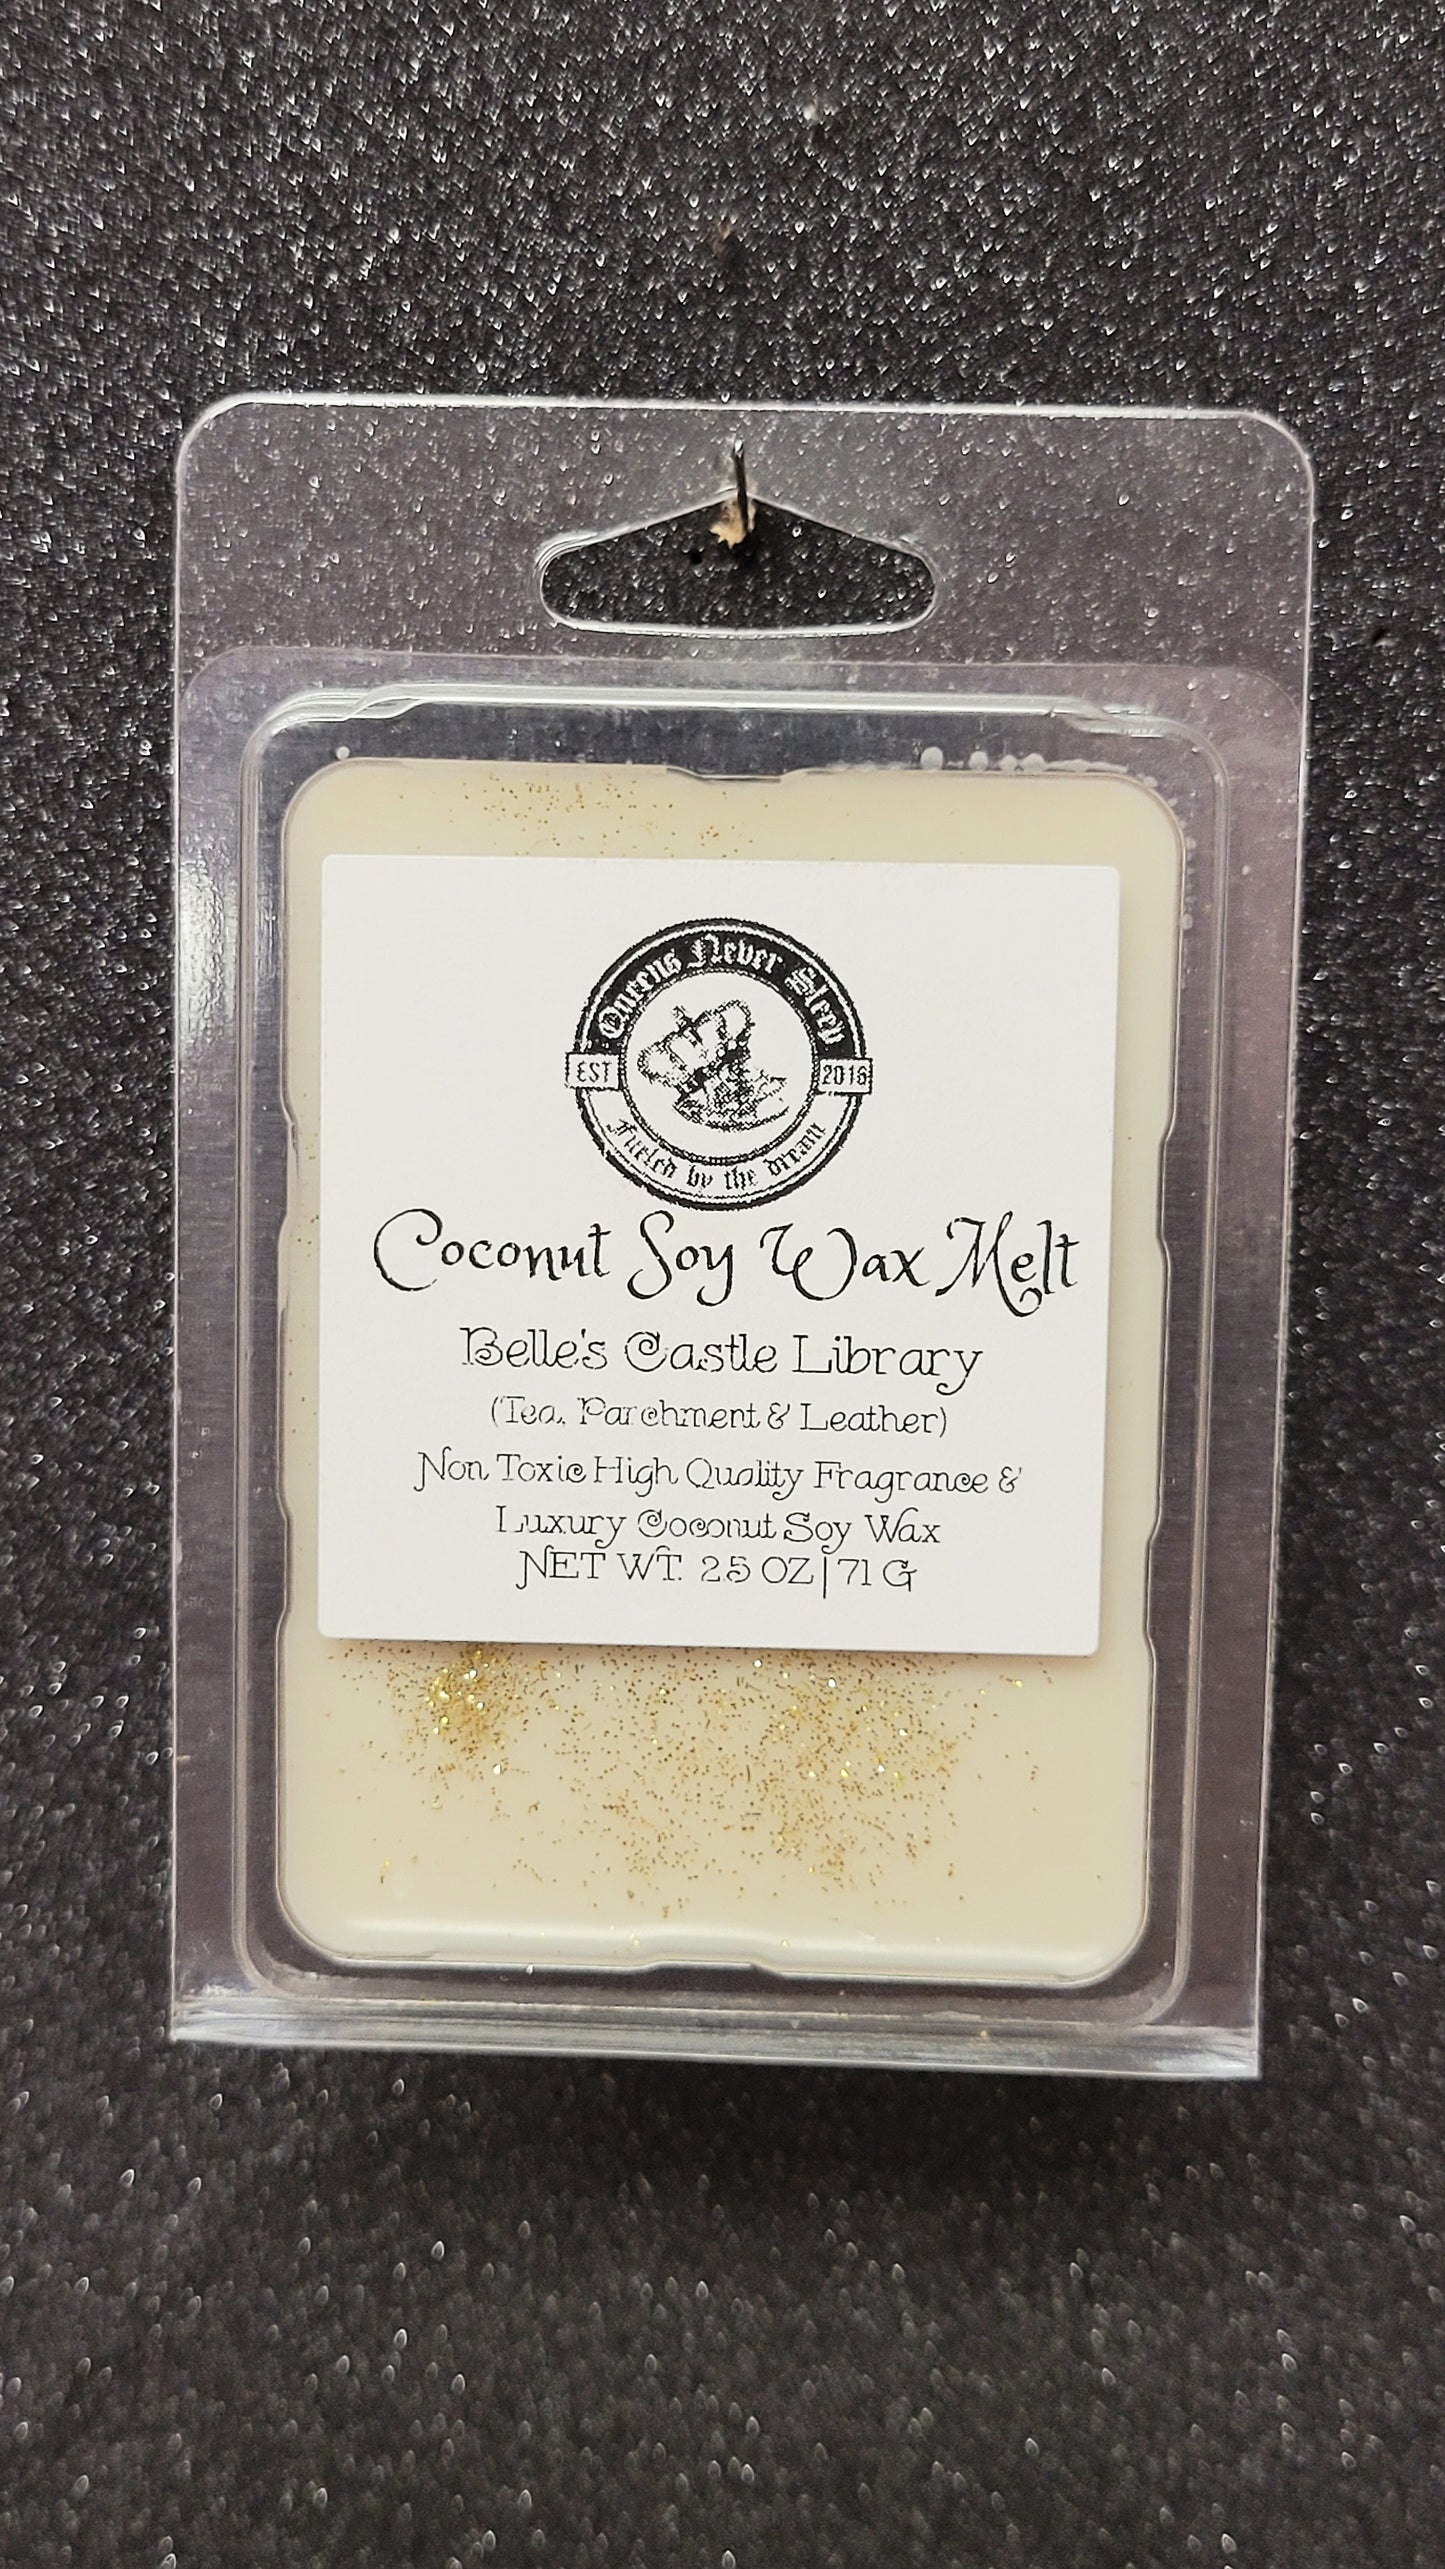 Queens Never Sleep
EST 2016
Fueled by the dream
Coconut Soy Wax Melt
Belle's Castle Library
(Tea, Parchment & Leather)
Non Toxic High Quality Fragrance &
Luxury Coconut Soy Wax
NET WT. 2.5 OZ|71 G